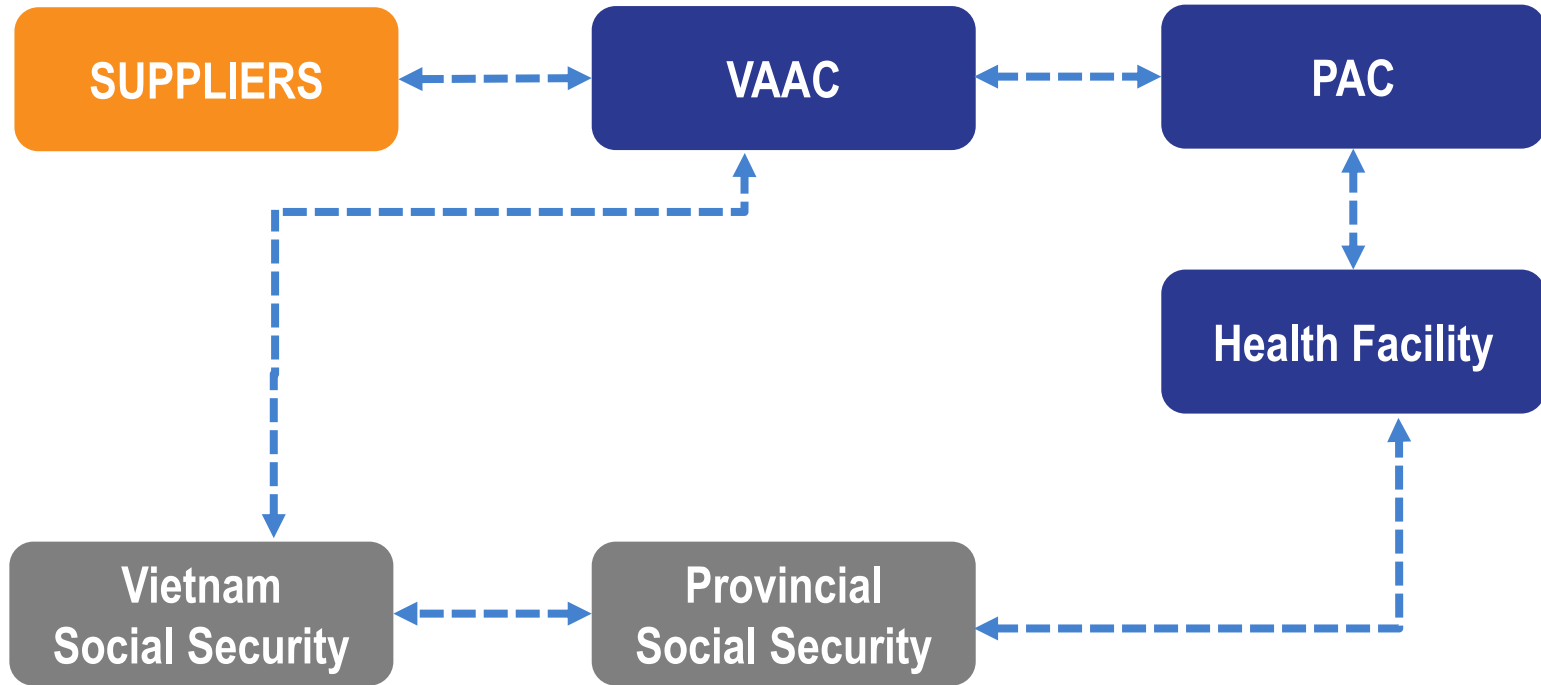 SUPPLIERS
VAAC
PAC
Health Facility
Vietnam
Social Security
Provincial
Social Security